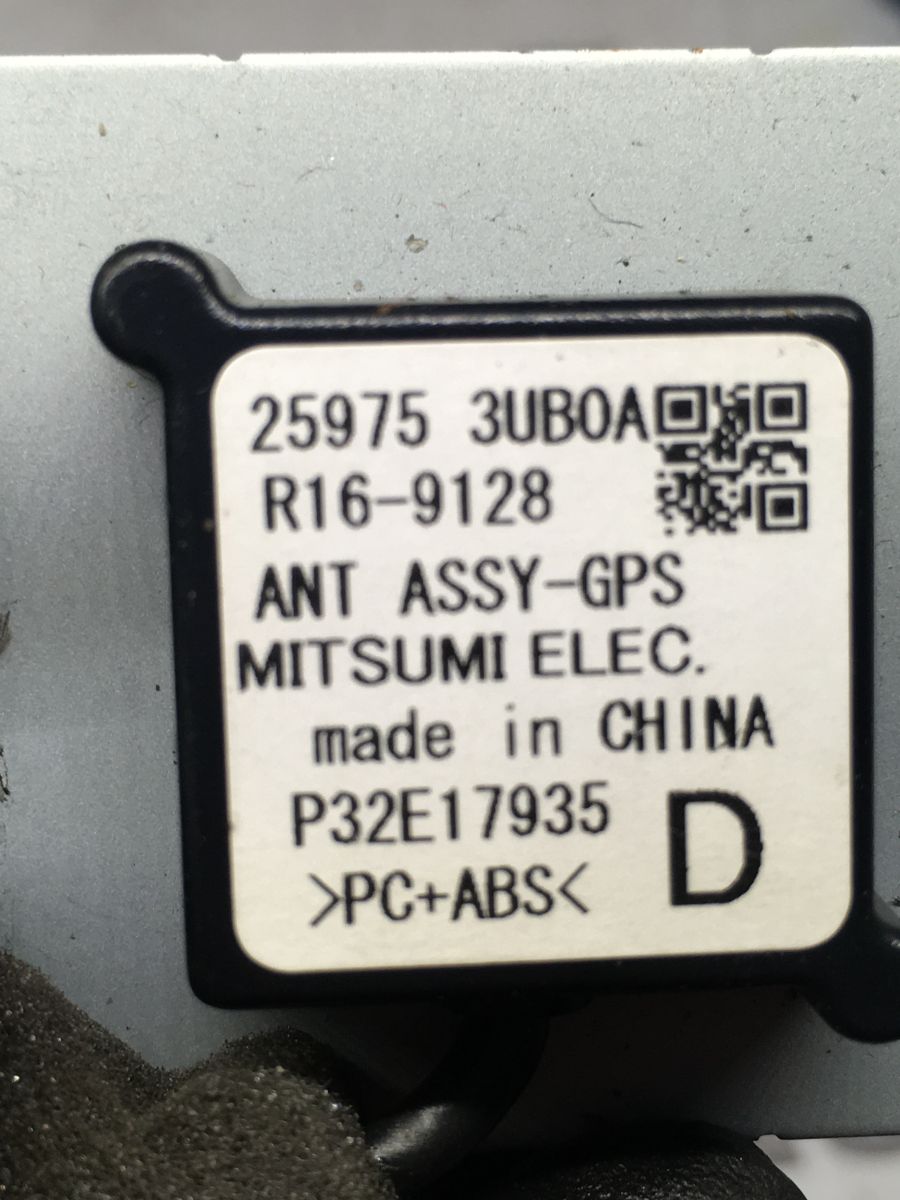 25975 3UB0A
R16-9128
ANT ASSY-GPS
MITSUMI ELEC.
made in CHINA
P32E17935
>PC+ABS<
D